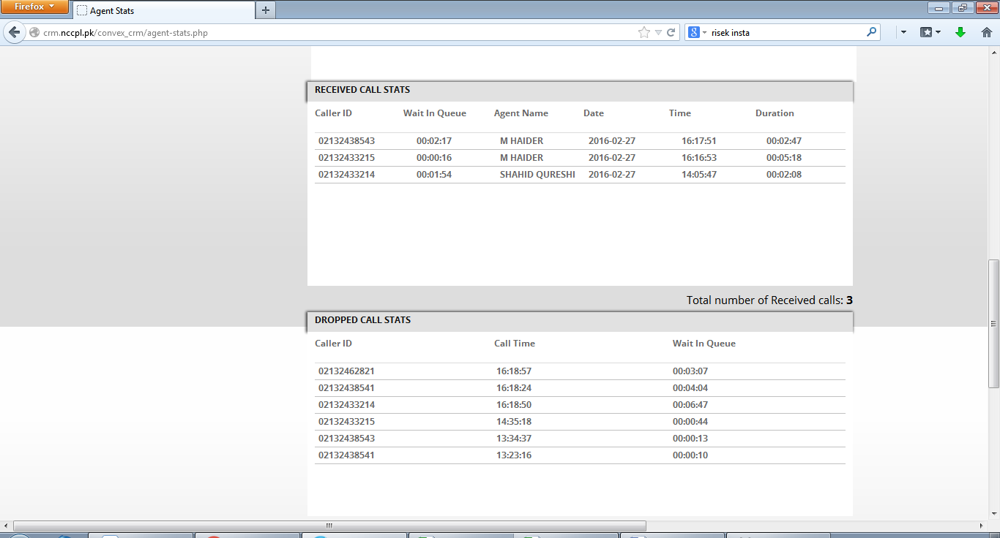 Firefox
Agent Stats
crm.nccpl.pk/convex_crm/agent-stats.php
risek insta
RECEIVED CALL STATS
Caller ID Wait In Queue Agent Name Date Time Duration
02132438543 00:02:17 M HAIDER 2016-02-27 16:17:51 00:02:47
02132433215 00:00:16 M HAIDER 2016-02-27 16:16:53 00:05:18
02132433214 00:01:54 SHAHID QURESHI 2016-02-27 14:05:47 00:02:08
Total number of Received calls: 3
DROPPED CALL STATS
Caller ID Call Time Wait In Queue
02132462821 16:18:57 00:03:07
02132438541 16:18:24 00:04:04
02132433214 16:18:50 00:06:47
02132433215 14:35:18 00:00:44
02132438543 13:34:37 00:00:13
02132438541 13:23:16 00:00:10